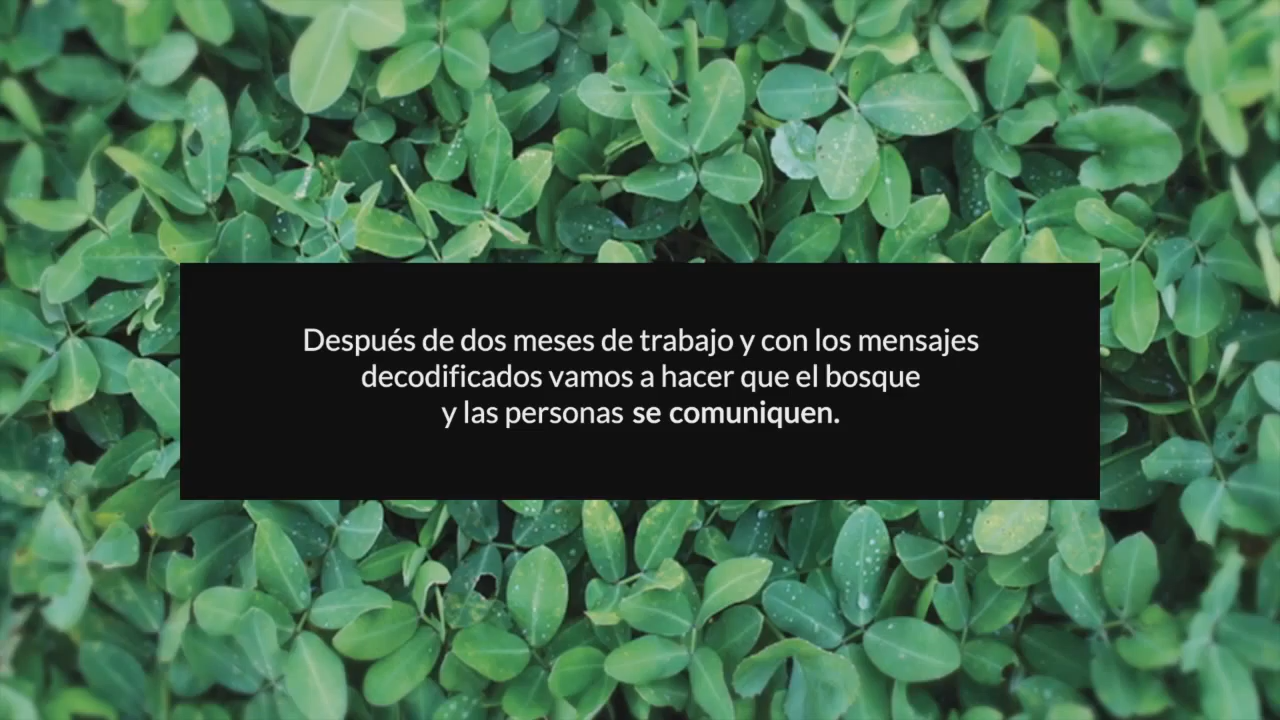 Después de dos meses de trabajo y con los mensajes
decodificados vamos a hacer que el bosque
y las personas se comuniquen.